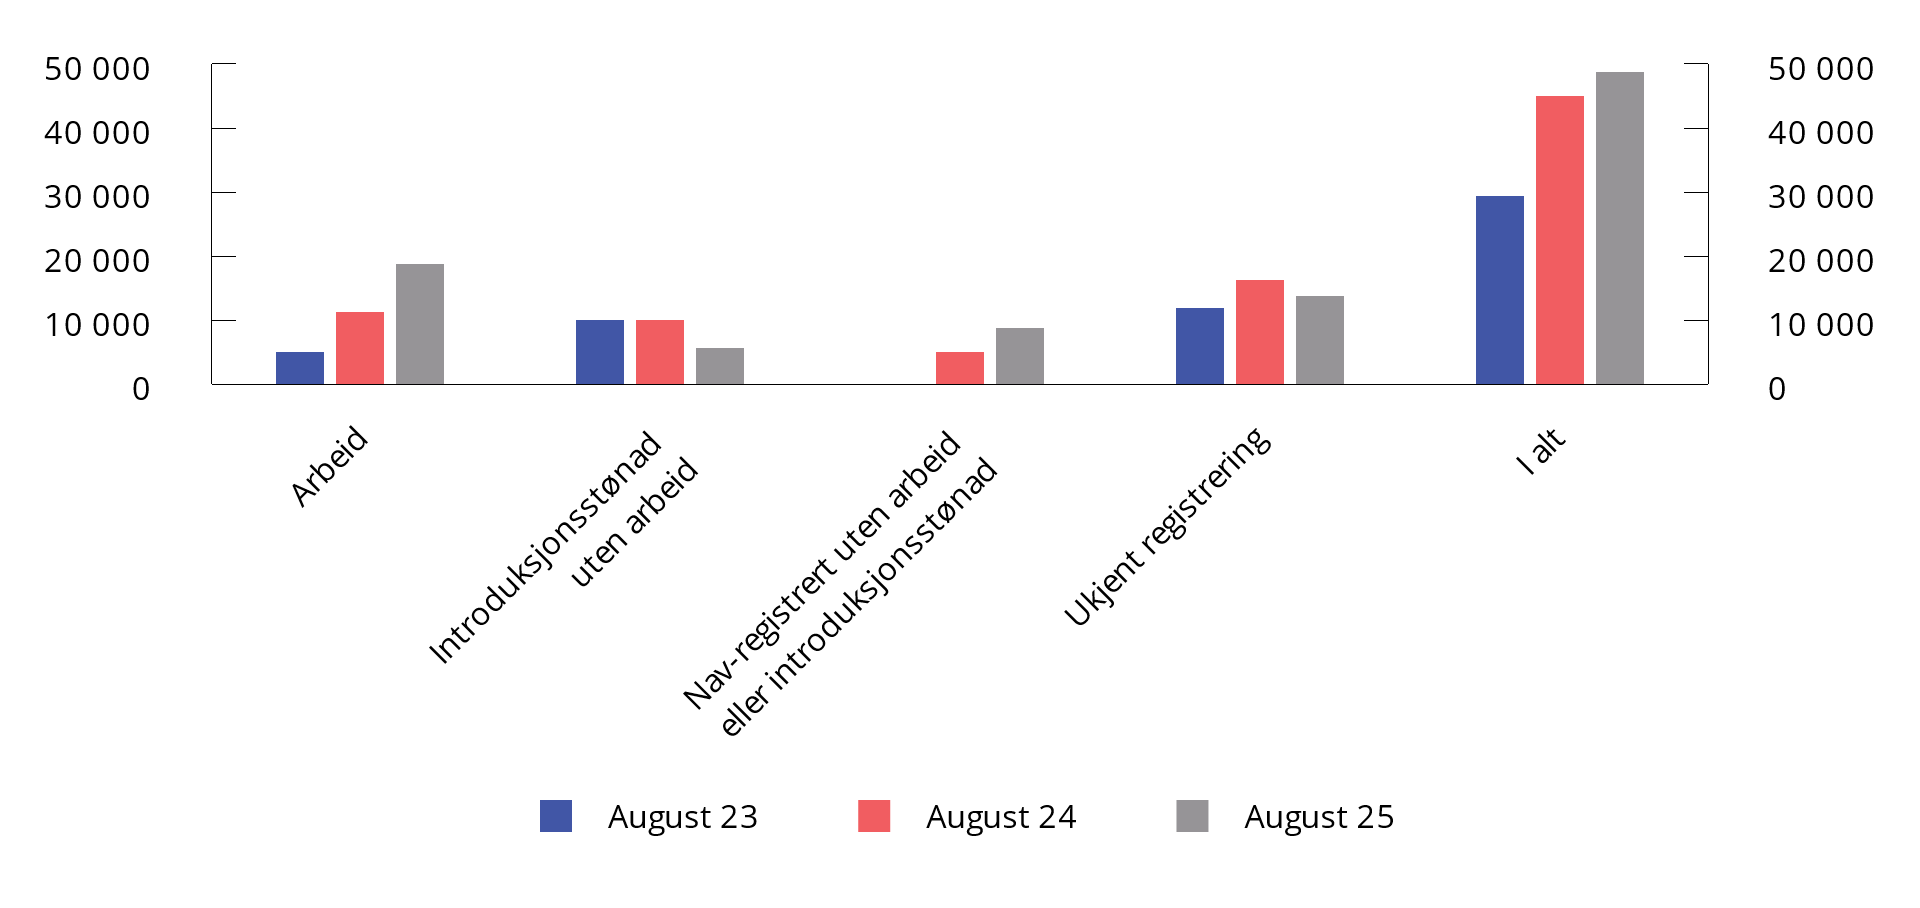 50 000
40 000
30 000
20 000
10 000
0
50 000
40 000
30 000
20 000
10 000
0
Arbeid
Introduksjonsstønad
uten arbeid
Nav-registrert uten arbeid
eller introduksjonsstønad
Ukjent registrering
I alt
August 23
August 24
August 25